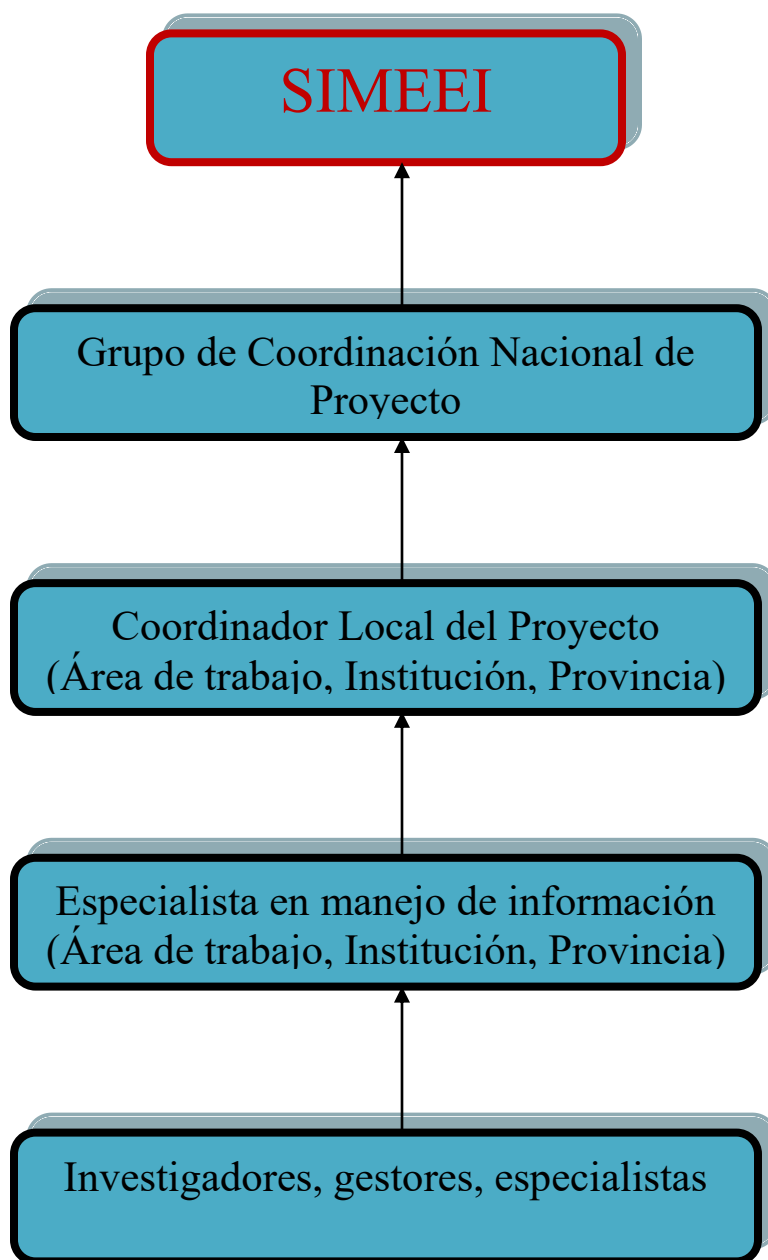 SIMEEI
Grupo de Coordinación Nacional de
Proyecto
Coordinador Local del Proyecto
(Área de trabajo, Institución, Provincia)
Especialista en manejo de información
(Área de trabajo, Institución, Provincia)
Investigadores, gestores, especialistas